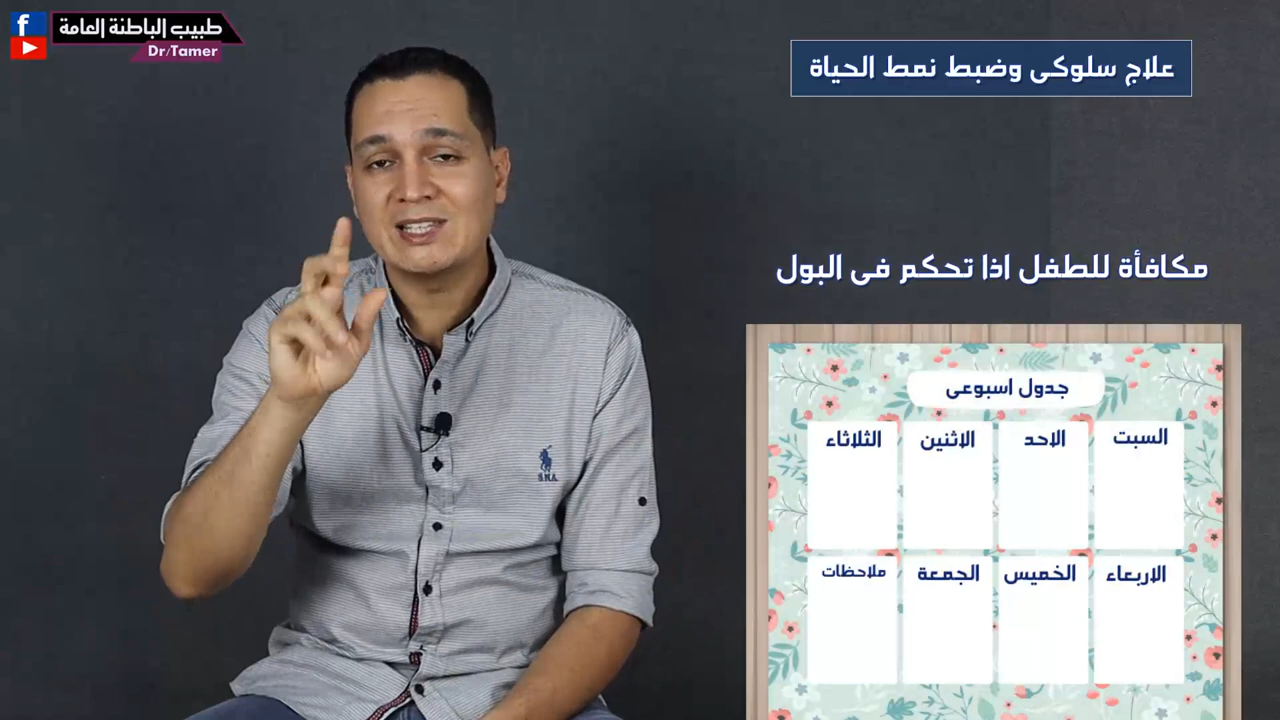 طبيب الباطنة العامة
Dr/Tamer
علاج سلوكى وضبط نمط الحياة
مكافأة للطفل اذا تحكم فى البول
جدول اسبوعى
السبت
الاحد
الاثنين
الثلاثاء
الاربعاء
الخميس
الجمعة
ملاحظات
S.N.A.